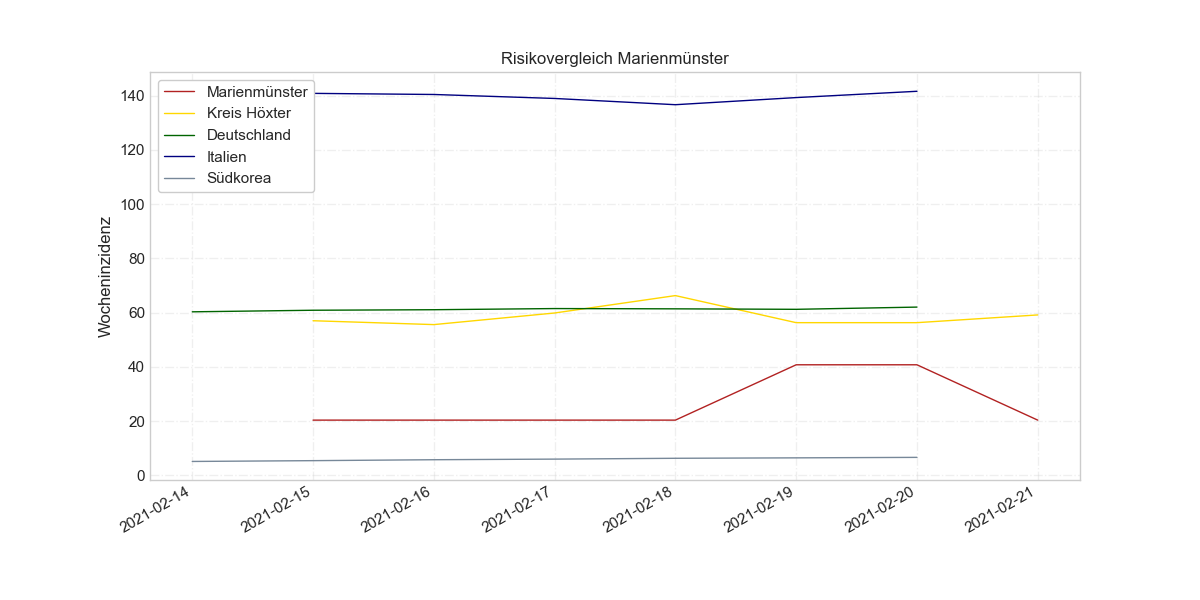 Risikovergleich Marienmünster
Marienmünster
Kreis Höxter
Deutschland
Italien
Südkorea
Wocheninzidenz
140
120
100
80
60
40
20
0
2021-02-14
2021-02-15
2021-02-16
2021-02-17
2021-02-18
2021-02-19
2021-02-20
2021-02-21